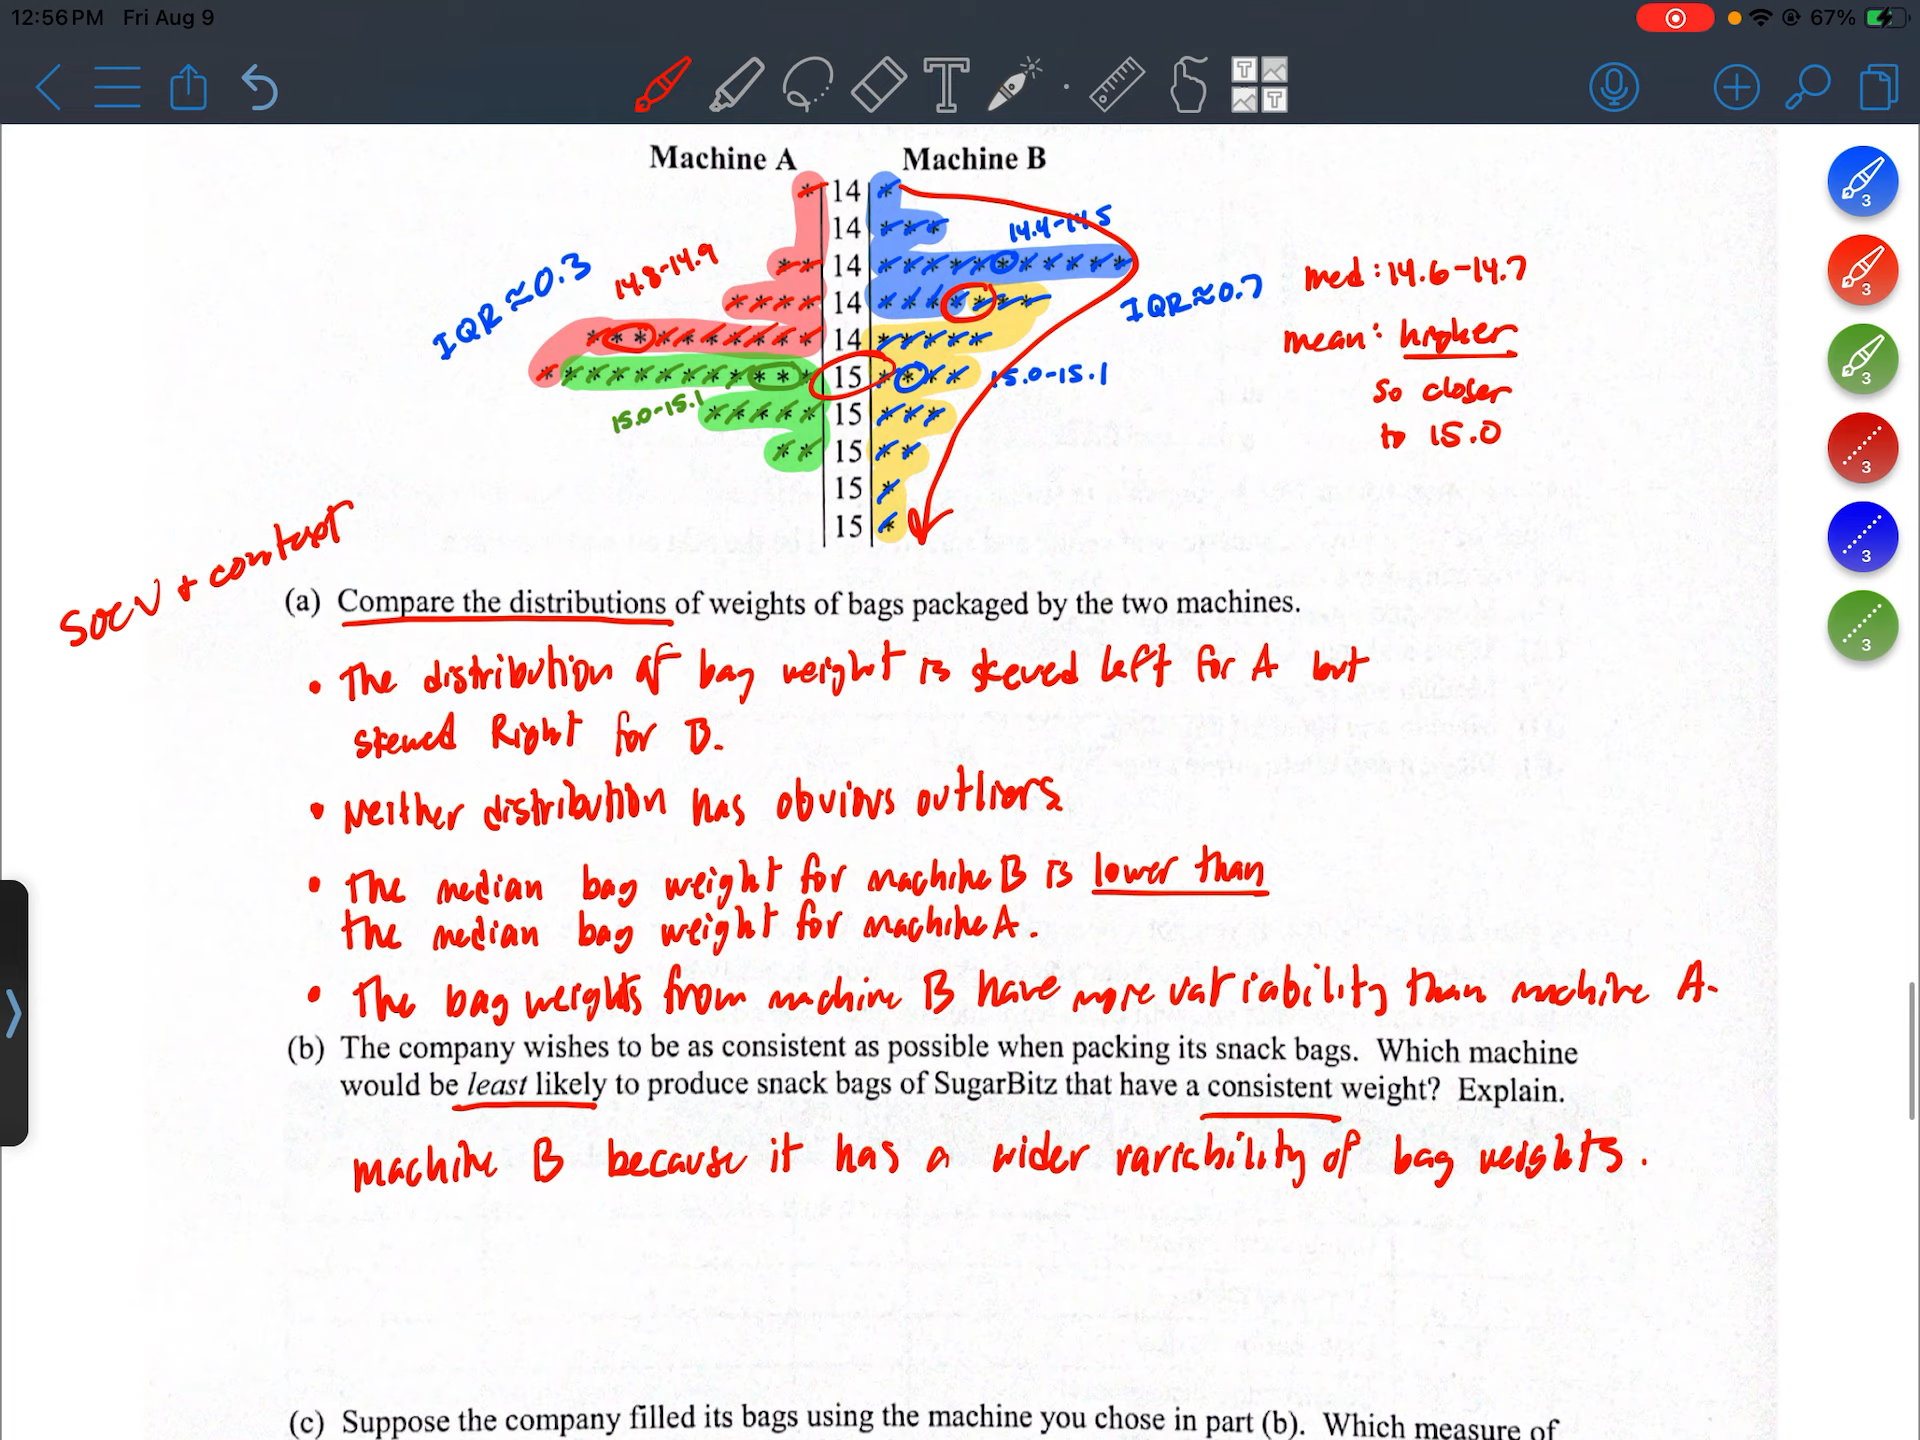 12:56 PM Fri Aug 9
67%
Machine A Machine B
* 14 *
14 ***
** 14 ***********
**** 14 *******
********** 14 *****
************ 15 ****
***** 15 ***
** 15 **
15 *
15 *
14.8-14.9
IQR≈0.3
15.0-15.1
14.4-14.5
IQR≈0.7
15.0-15.1
med: 14.6-14.7
mean: higher
so closer
to 15.0
SOCV + context
(a) Compare the distributions of weights of bags packaged by the two machines.
• The distribution of bag weight is skewed left for A but
skewed Right for B.
• Neither distribution has obvious outliers
• The median bag weight for machine B is lower than
the median bag weight for machine A.
• The bag weights from machine B have more variability than machine A.
(b) The company wishes to be as consistent as possible when packing its snack bags. Which machine
would be least likely to produce snack bags of SugarBitz that have a consistent weight? Explain.
machine B because it has a wider variability of bag weights.
(c) Suppose the company filled its bags using the machine you chose in part (b). Which measure of
3
3
3
3
3
3